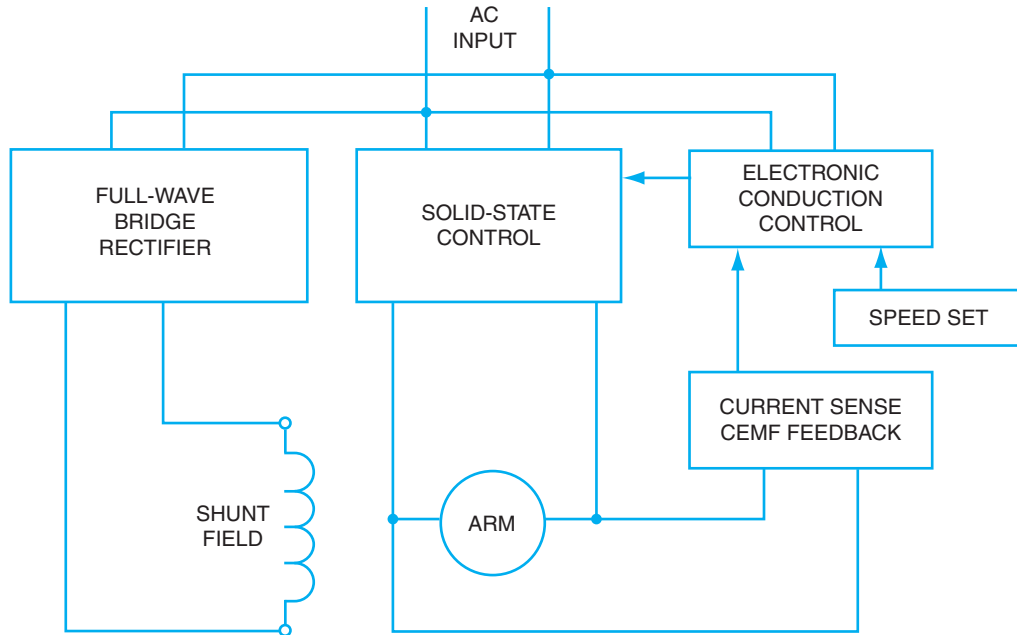 AC
INPUT
FULL-WAVE
BRIDGE
RECTIFIER
SOLID-STATE
CONTROL
ELECTRONIC
CONDUCTION
CONTROL
SPEED SET
CURRENT SENSE
CEMF FEEDBACK
SHUNT
FIELD
ARM